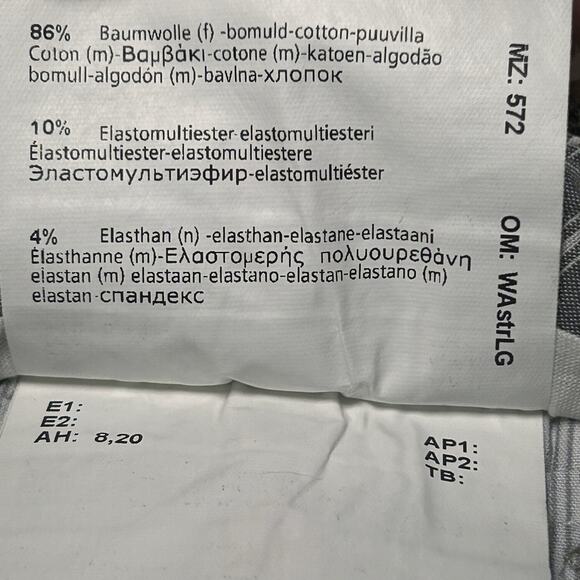 86% Baumwolle (f) -bomuld-cotton-puuvilla
Coton (m)-Βαμβάκι-cotone (m)-katoen-algodão
bomull-algodón (m)-bavlna-хлопок
10% Elastomultiester-elastomultiesteri
Élastomultiester-elastomultiestere
Эластомультиэфир-elastomultiéster
4% Elasthan (n) -elasthan-elastane-elastaani
Élasthanne (m)-Ελαστομερής πολυουρεθάνη
elastan (m) elastaan-elastano-elastan-elastano (m)
elastan-спандекс
MZ: 572
OM: WAstrLG
E1:
E2:
AH: 8,20
AP1:
AP2:
TB: